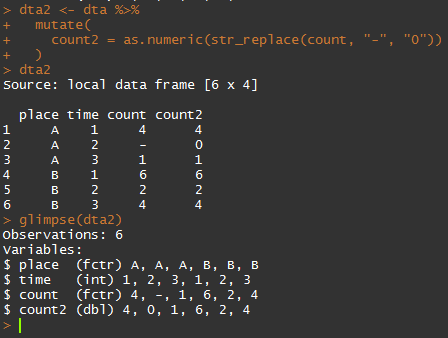 > dta2 <- dta %>%
+   mutate(
+     count2 = as.numeric(str_replace(count, "-", "0"))
+   )
> dta2
Source: local data frame [6 x 4]

  place time count count2
1     A    1     4      4
2     A    2     -      0
3     A    3     1      1
4     B    1     6      6
5     B    2     2      2
6     B    3     4      4
> glimpse(dta2)
Observations: 6
Variables:
$ place  (fctr) A, A, A, B, B, B
$ time   (int) 1, 2, 3, 1, 2, 3
$ count  (fctr) 4, -, 1, 6, 2, 4
$ count2 (dbl) 4, 0, 1, 6, 2, 4
>